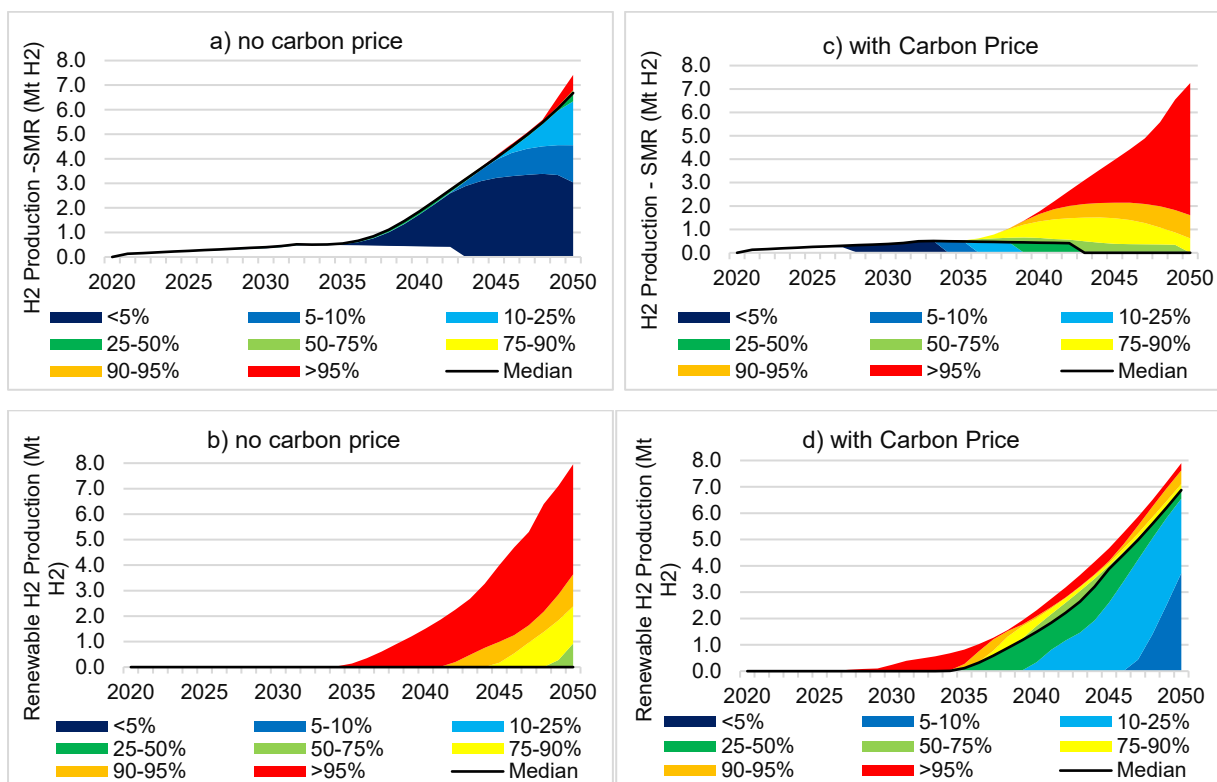 a) no carbon price
H2 Production -SMR (Mt H2)
8.0
7.0
6.0
5.0
4.0
3.0
2.0
1.0
0.0
2020 2025 2030 2035 2040 2045 2050
<5% 5-10% 10-25%
25-50% 50-75% 75-90%
90-95% >95% Median
c) with Carbon Price
H2 Production - SMR (Mt H2)
8.0
7.0
6.0
5.0
4.0
3.0
2.0
1.0
0.0
2020 2025 2030 2035 2040 2045 2050
<5% 5-10% 10-25%
25-50% 50-75% 75-90%
90-95% >95% Median
b) no carbon price
Renewable H2 Production (Mt
H2)
8.0
7.0
6.0
5.0
4.0
3.0
2.0
1.0
0.0
2020 2025 2030 2035 2040 2045 2050
<5% 5-10% 10-25%
25-50% 50-75% 75-90%
90-95% >95% Median
d) with Carbon Price
Renewable H2 Production (Mt
H2)
8.0
7.0
6.0
5.0
4.0
3.0
2.0
1.0
0.0
2020 2025 2030 2035 2040 2045 2050
<5% 5-10% 10-25%
25-50% 50-75% 75-90%
90-95% >95% Median